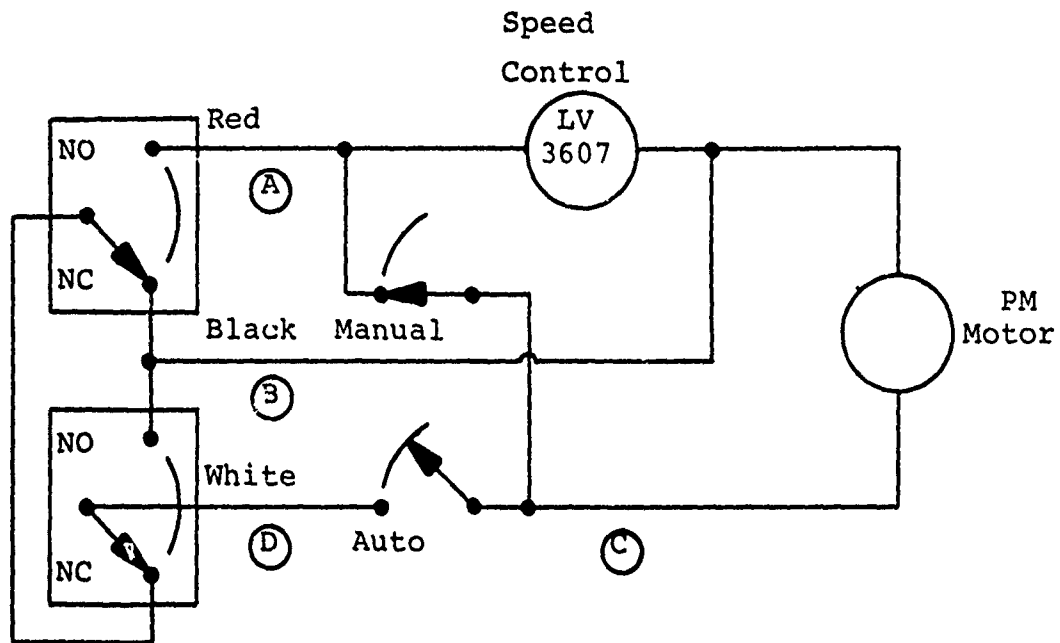 Speed
Control
LV
3607
Red
NO
A
NC
Black
Manual
PM
Motor
B
NO
White
D
Auto
C
NC